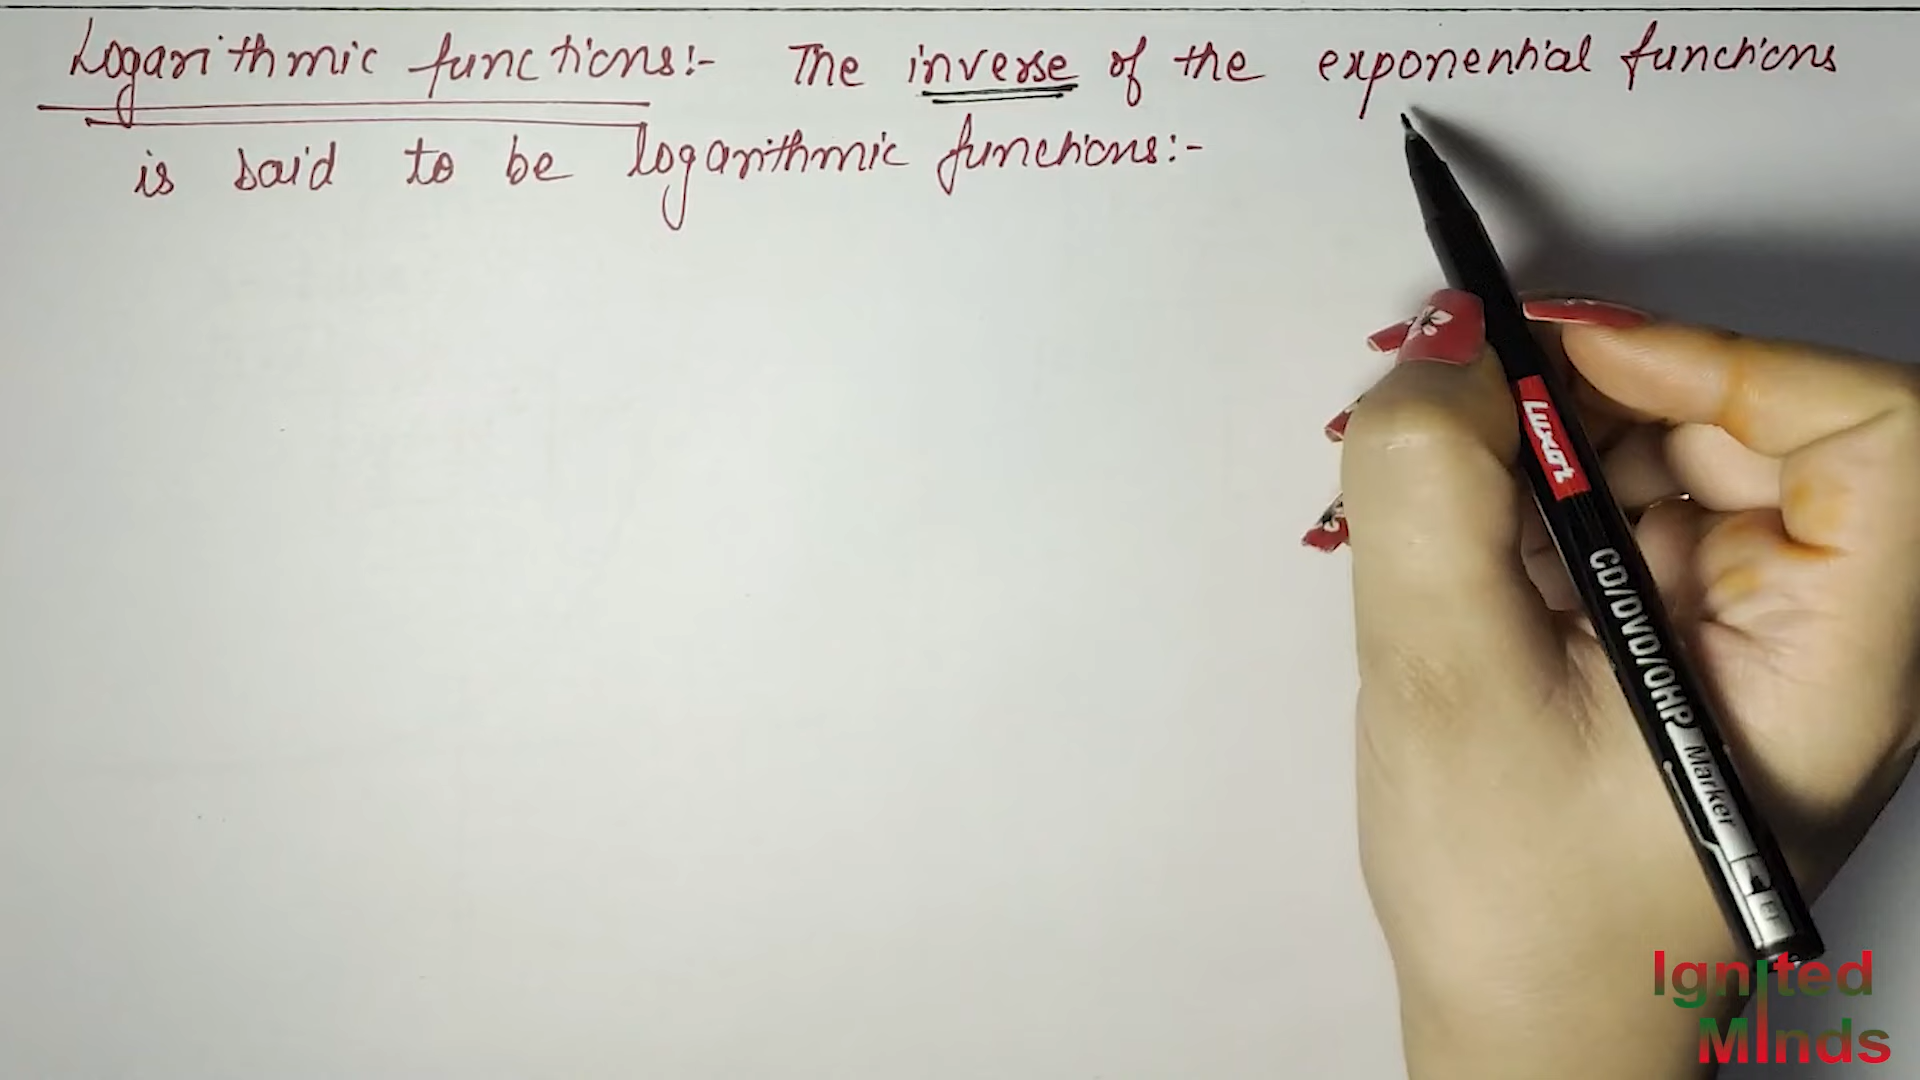 Logarithmic functions:- The inverse of the exponential functions
is said to be logarithmic functions:-
Luxor
CD/DVD/OHP Marker
Ignited
Minds